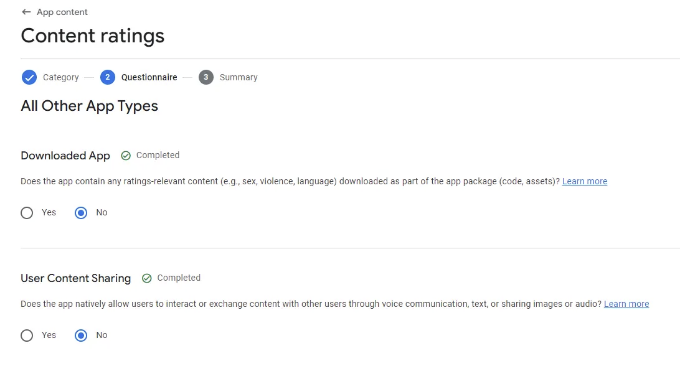 ← App content
Content ratings
Category — 2 Questionnaire — 3 Summary
All Other App Types
Downloaded App Completed
Does the app contain any ratings-relevant content (e.g., sex, violence, language) downloaded as part of the app package (code, assets)? Learn more
Yes No
User Content Sharing Completed
Does the app natively allow users to interact or exchange content with other users through voice communication, text, or sharing images or audio? Learn more
Yes No